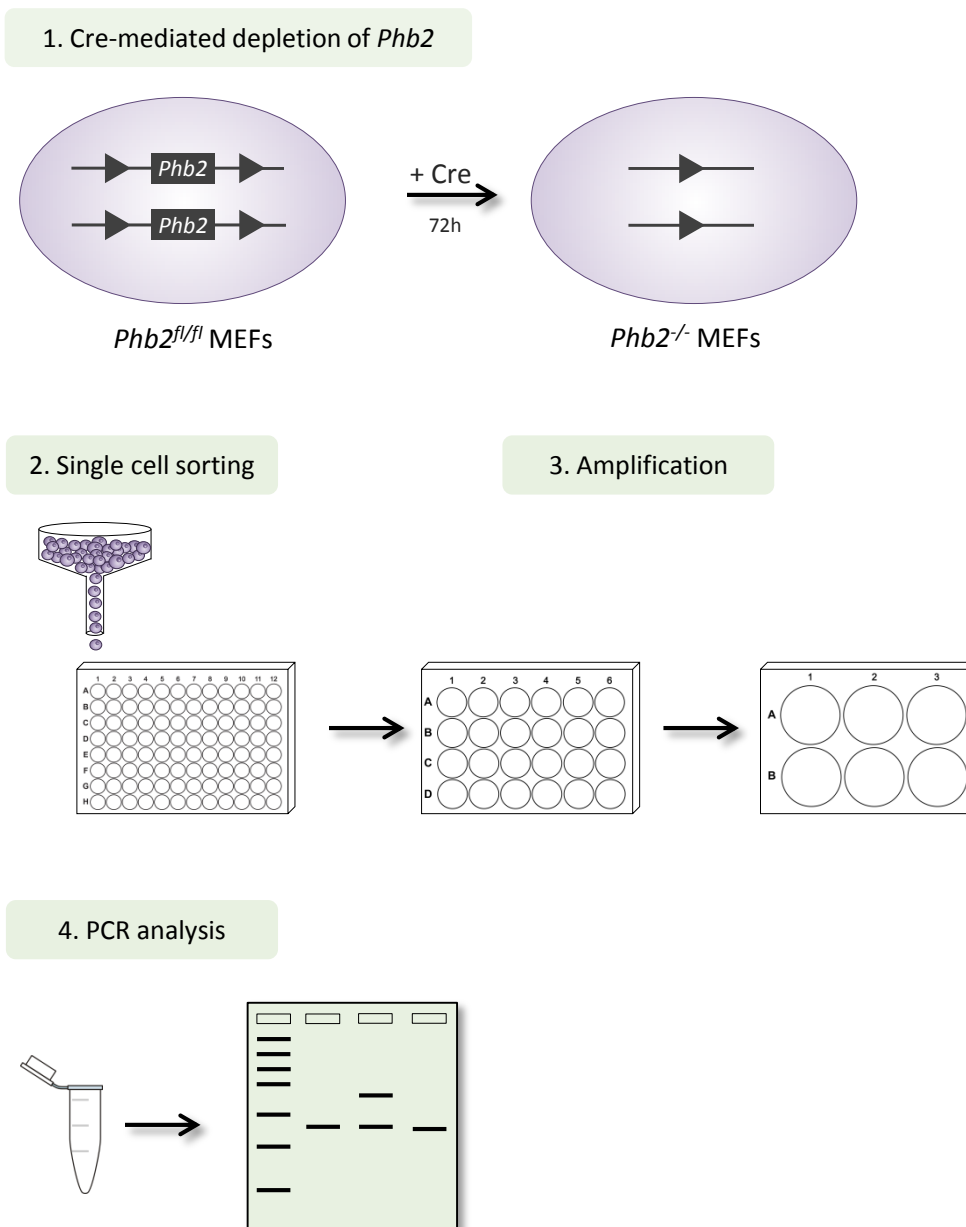 1. Cre-mediated depletion of Phb2
Phb2
Phb2
+ Cre
72h
Phb2fl/fl MEFs
Phb2-/- MEFs
2. Single cell sorting
3. Amplification
1 2 3 4 5 6 7 8 9 10 11 12
A
B
C
D
E
F
G
H
1 2 3 4 5 6
A
B
C
D
1 2 3
A
B
4. PCR analysis